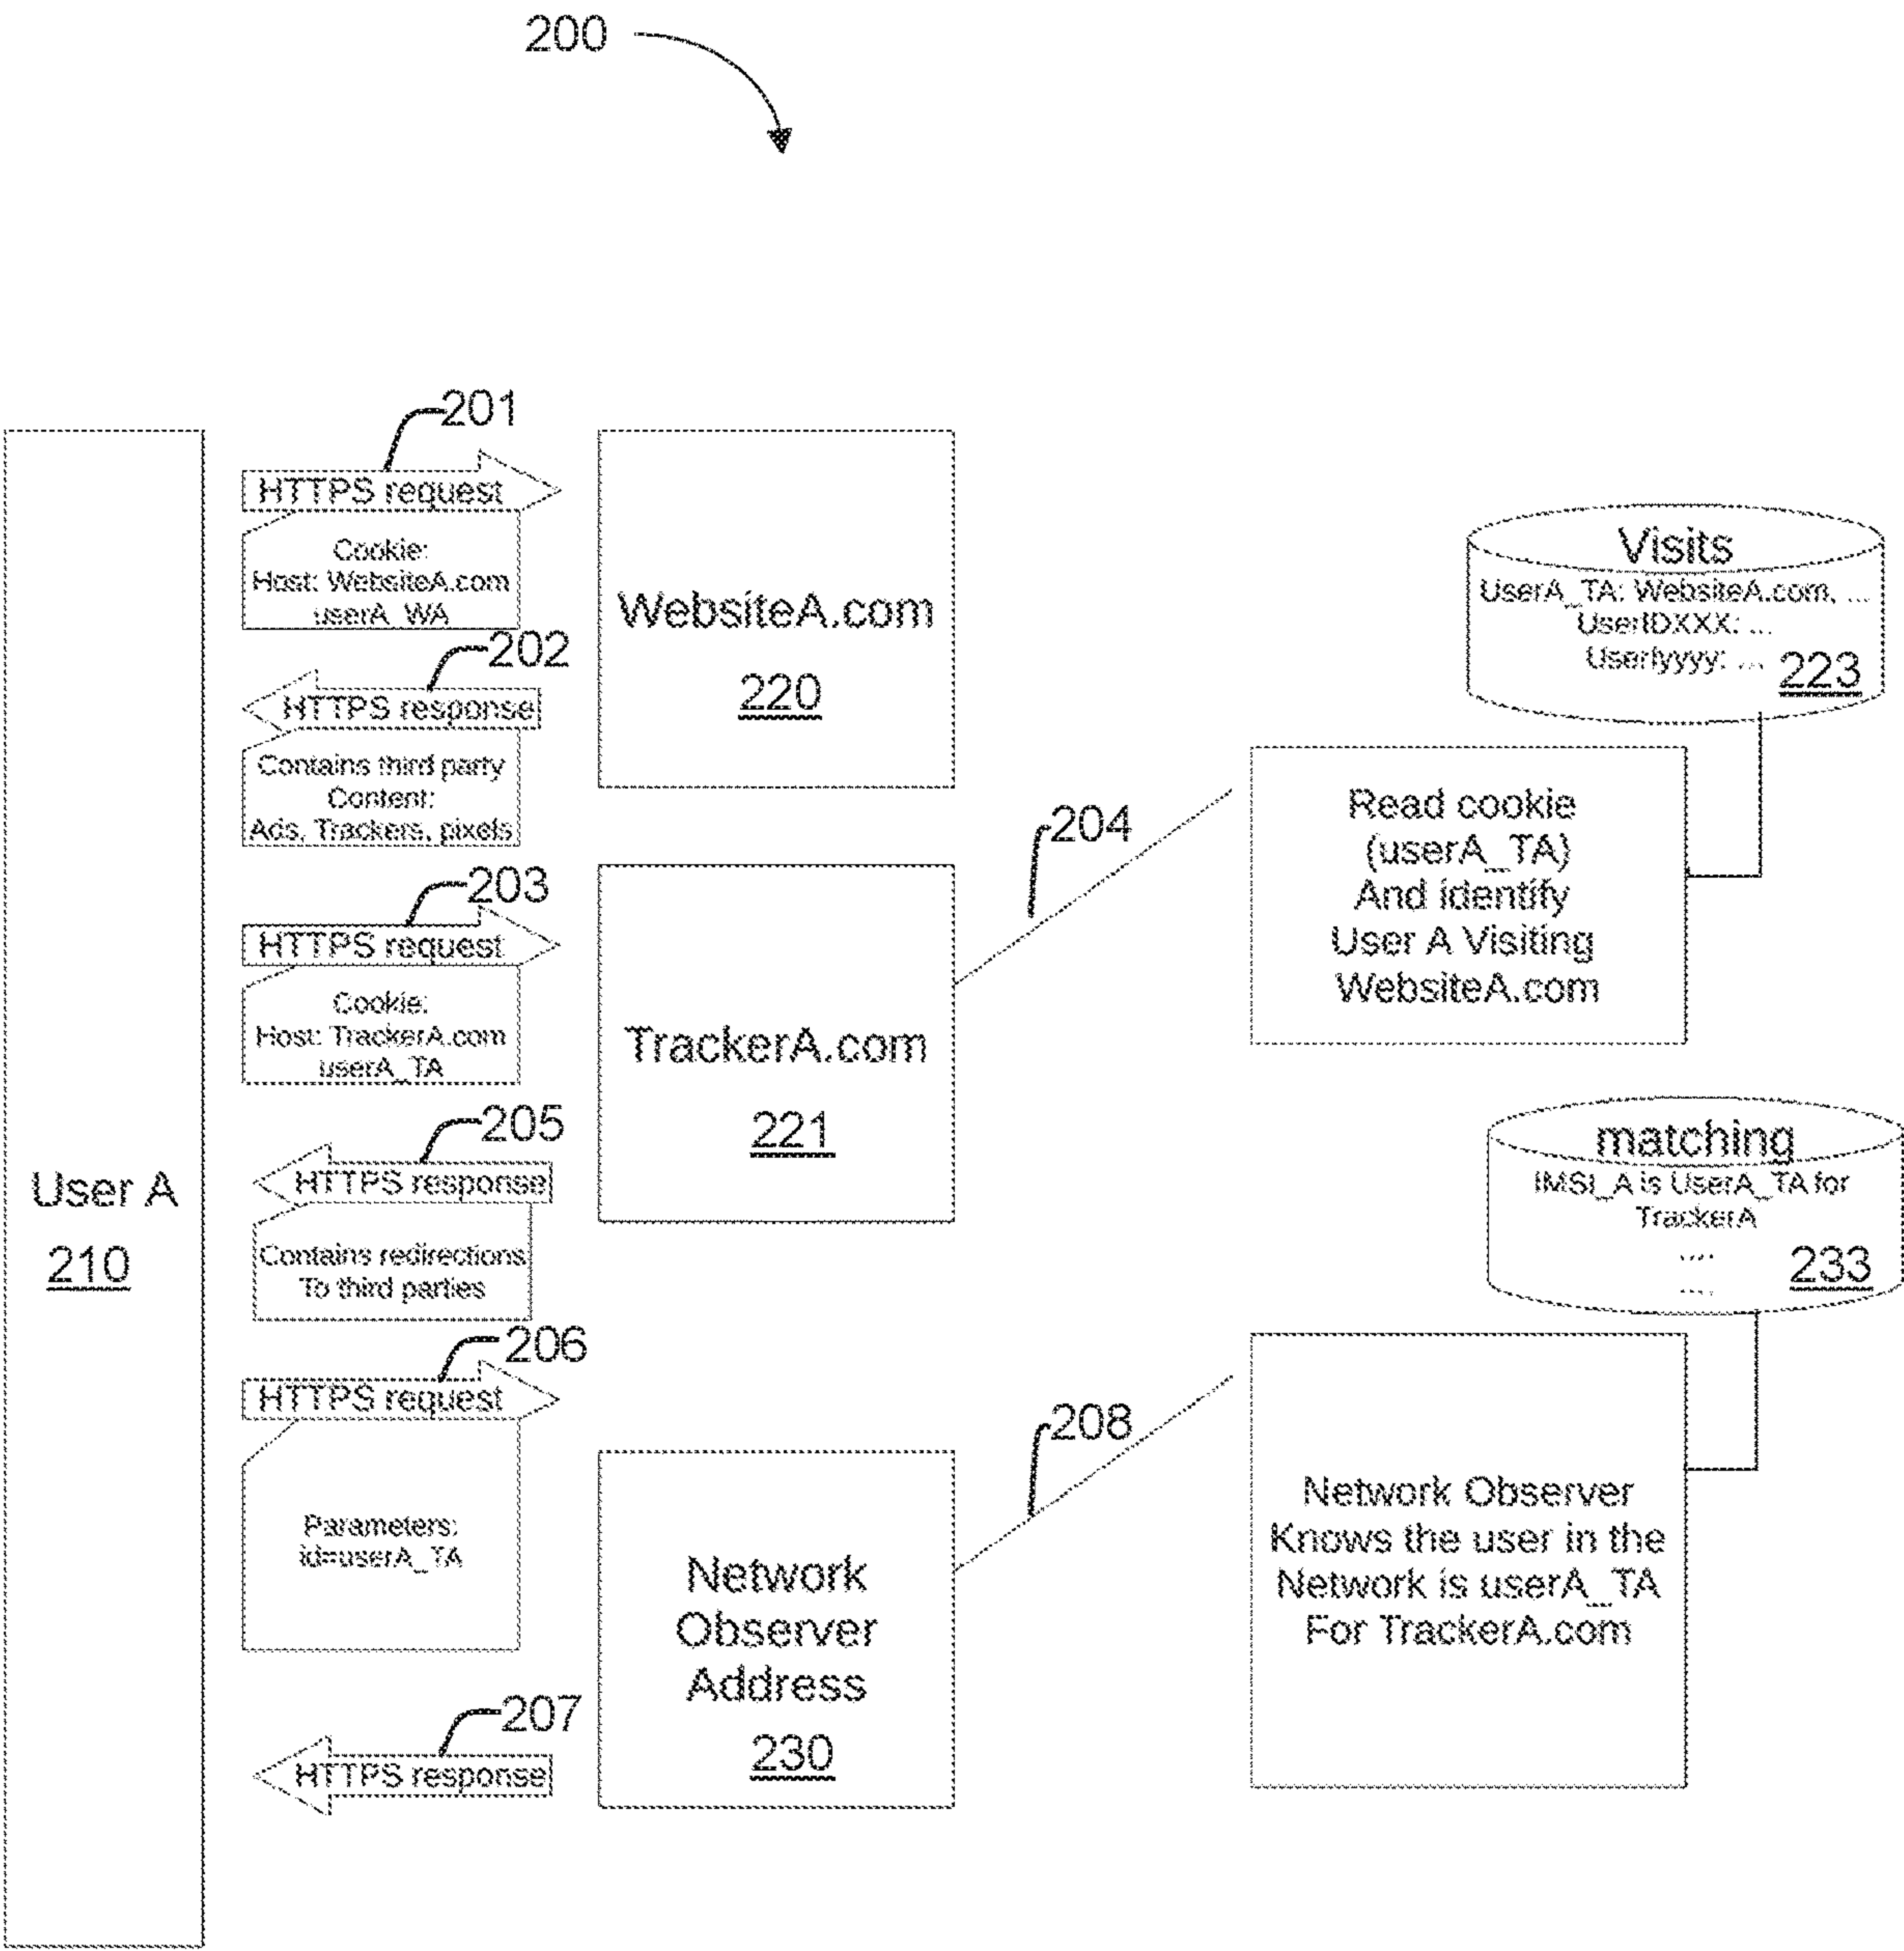 200
201
HTTPS request
Cookie:
Host: WebsiteA.com
userA_WA
202
HTTPS response
Contains third party
Content:
Ads, Trackers, pixels
203
HTTPS request
Cookie:
Host: TrackerA.com
userA_TA
205
HTTPS response
Contains redirections
To third parties
206
HTTPS request
Parameters:
id=userA_TA
207
HTTPS response
User A
210
WebsiteA.com
220
TrackerA.com
221
Network
Observer
Address
230
204
208
Visits
UserA_TA: WebsiteA.com, ...
UserIDXXX: ...
UserIyyyy: ...
223
Read cookie
(userA_TA)
And identify
User A Visiting
WebsiteA.com
matching
IMSI_A is UserA_TA for
TrackerA
....
....
233
Network Observer
Knows the user in the
Network is userA_TA
For TrackerA.com